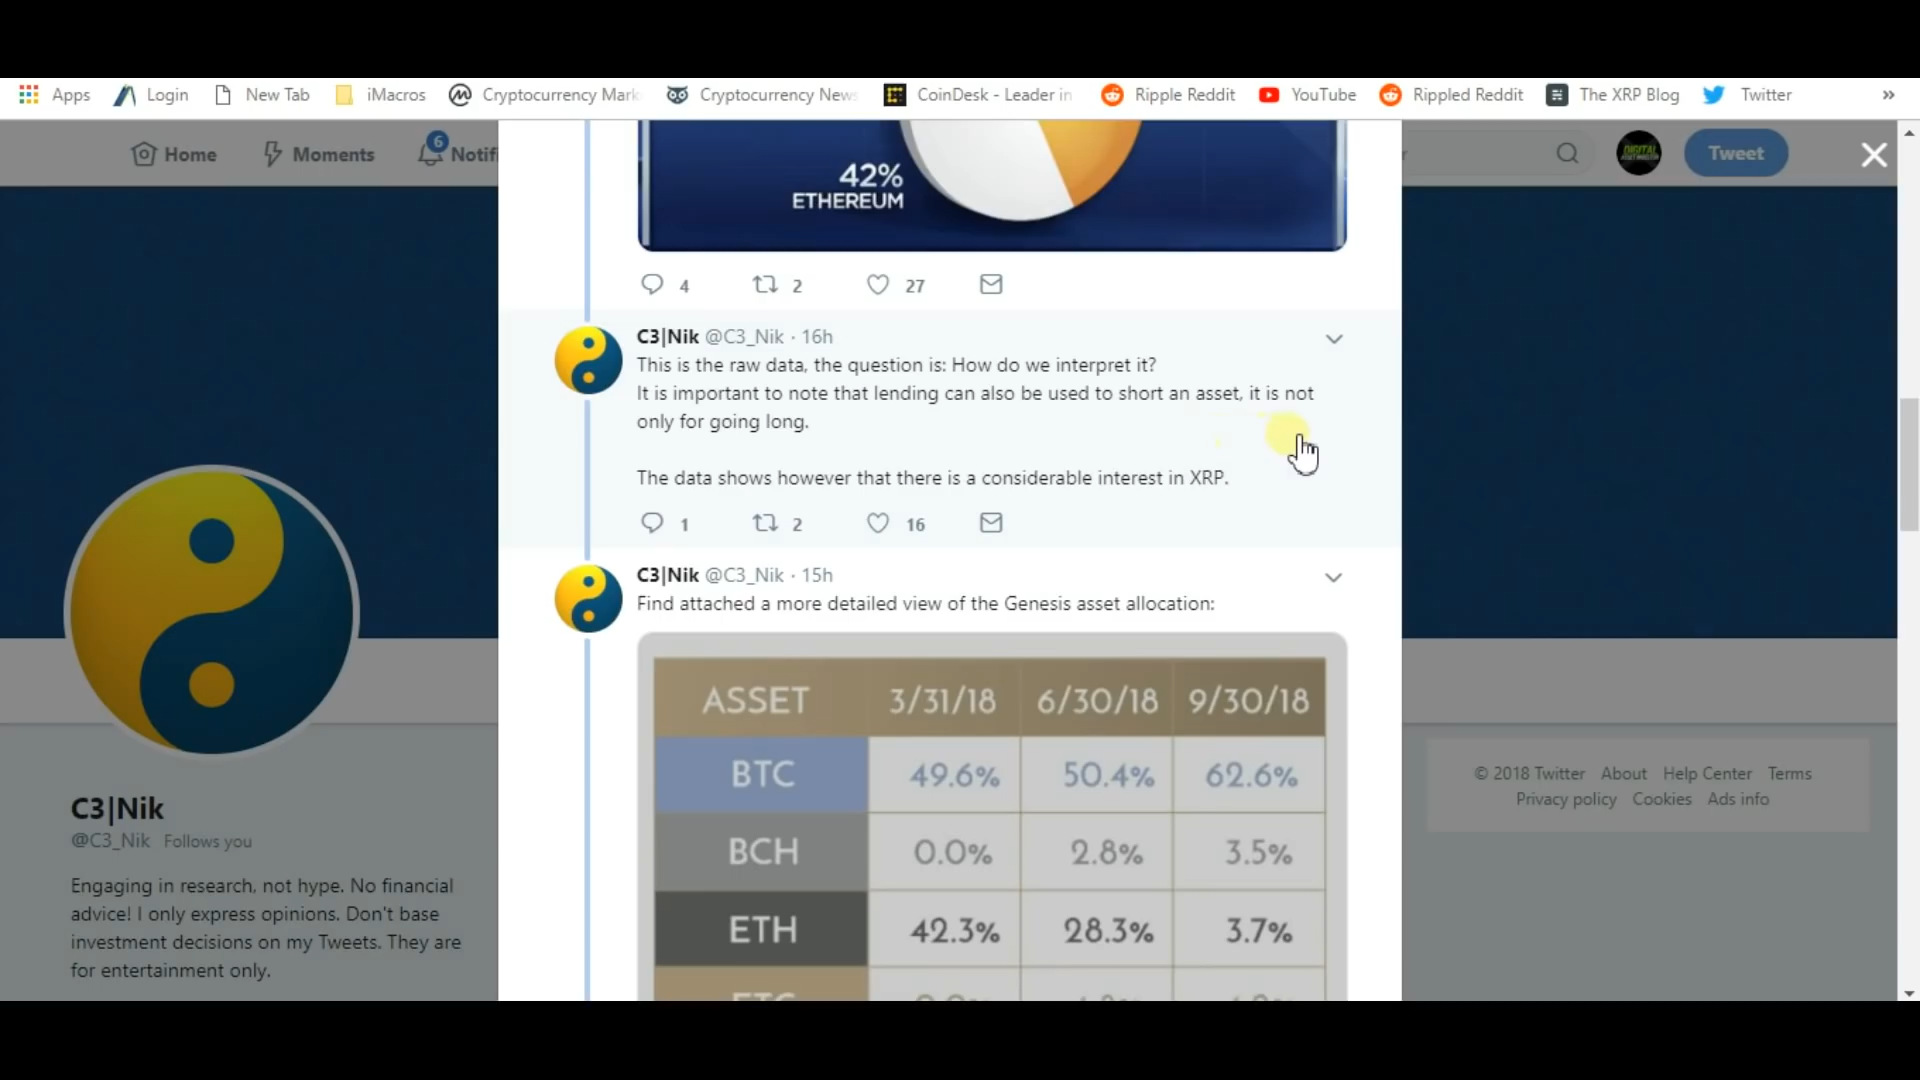 Apps Login New Tab iMacros Cryptocurrency Mark Cryptocurrency News CoinDesk - Leader in Ripple Reddit YouTube Rippled Reddit The XRP Blog Twitter »
Home Moments 6 Notifi Tweet
42%
ETHEREUM
4 2 27
C3|Nik @C3_Nik · 16h
This is the raw data, the question is: How do we interpret it?
It is important to note that lending can also be used to short an asset, it is not
only for going long.
The data shows however that there is a considerable interest in XRP.
1 2 16
C3|Nik @C3_Nik · 15h
Find attached a more detailed view of the Genesis asset allocation:
ASSET 3/31/18 6/30/18 9/30/18
BTC 49.6% 50.4% 62.6%
BCH 0.0% 2.8% 3.5%
ETH 42.3% 28.3% 3.7%
C3|Nik
@C3_Nik Follows you
Engaging in research, not hype. No financial
advice! I only express opinions. Don't base
investment decisions on my Tweets. They are
for entertainment only.
© 2018 Twitter About Help Center Terms
Privacy policy Cookies Ads info